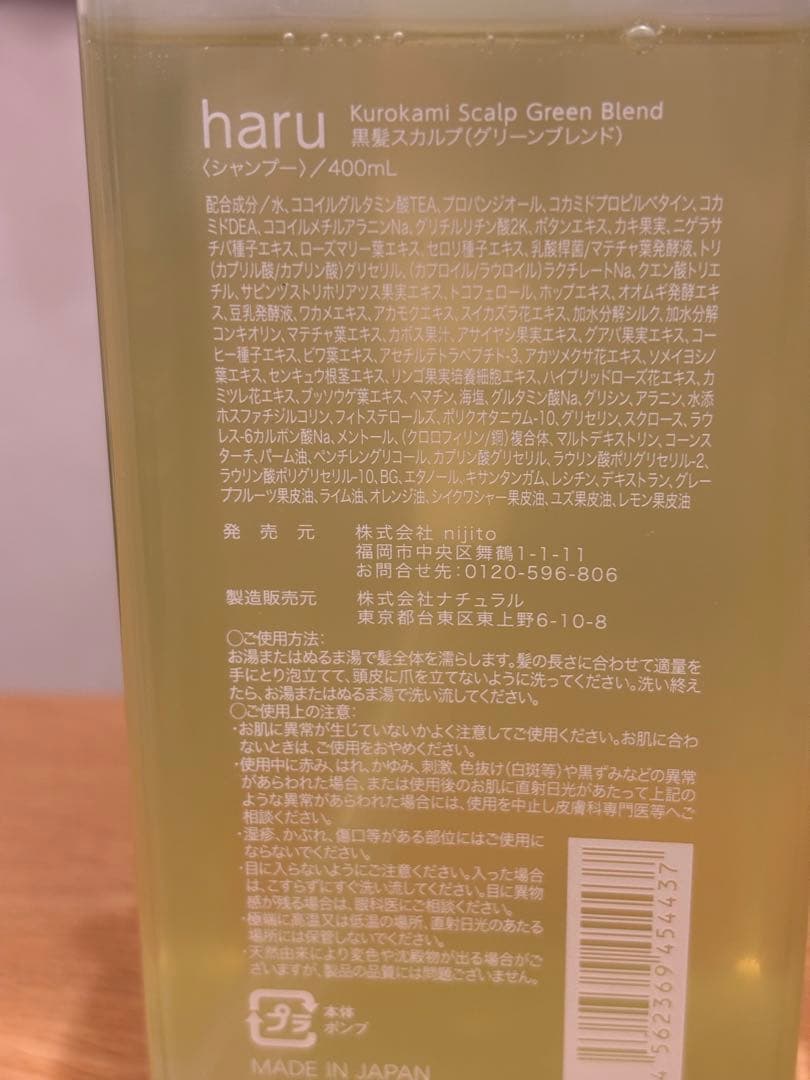 haru Kurokami Scalp Green Blend
黒髪スカルプ(グリーンブレンド)
〈シャンプー〉/400mL
配合成分/水、ココイルグルタミン酸TEA、プロパンジオール、コカミドプロピルベタイン、コカ
ミドDEA、ココイルメチルアラニンNa、グリチルリチン酸2K、ボタンエキス、カキ果実、ニゲラサ
チバ種子エキス、ローズマリー葉エキス、セロリ種子エキス、乳酸桿菌/マテチャ葉発酵液、トリ
(カプリル酸/カプリン酸)グリセリル、(カプロイル/ラウロイル)ラクチレートNa、クエン酸トリエ
チル、サピンヅストリホリアツス果実エキス、トコフェロール、ホップエキス、オオムギ発酵エキ
ス、豆乳発酵液、ワカメエキス、アカモクエキス、スイカズラ花エキス、加水分解シルク、加水分解
コンキオリン、マテチャ葉エキス、カボス果汁、アサイヤシ果実エキス、グアバ果実エキス、コー
ヒー種子エキス、ビワ葉エキス、アセチルテトラペプチド-3、アカツメクサ花エキス、ソメイヨシノ
葉エキス、センキュウ根茎エキス、リンゴ果実培養細胞エキス、ハイブリッドローズ花エキス、カ
ミツレ花エキス、ブッソウゲ葉エキス、ヘマチン、海塩、グルタミン酸Na、グリシン、アラニン、水添
ホスファチジルコリン、フィトステロールズ、ポリクオタニウム-10、グリセリン、スクロース、ラウ
レス-6カルボン酸Na、メントール、(クロロフィリン/銅)複合体、マルトデキストリン、コーンス
ターチ、パーム油、ペンチレングリコール、カプリン酸グリセリル、ラウリン酸ポリグリセリル-2、
ラウリン酸ポリグリセリル-10、BG、エタノール、キサンタンガム、レシチン、デキストラン、グレー
プフルーツ果皮油、ライム油、オレンジ油、シイクワシャー果皮油、ユズ果皮油、レモン果皮油
発 売 元 株式会社 nijito
福岡市中央区舞鶴1-1-11
お問合せ先:0120-596-806
製造販売元 株式会社ナチュラル
東京都台東区東上野6-10-8
○ご使用方法:
お湯またはぬるま湯で髪全体を濡らします。髪の長さに合わせて適量を
手にとり泡立てて、頭皮に爪を立てないように洗ってください。洗い終え
たら、お湯またはぬるま湯で洗い流してください。
○ご使用上の注意:
・お肌に異常が生じていないかよく注意してご使用ください。お肌に合わ
ないときは、ご使用をおやめください。
・使用中に赤み、はれ、かゆみ、刺激、色抜け(白斑等)や黒ずみなどの異常
があらわれた場合、または使用後のお肌に直射日光があたって上記の
ような異常があらわれた場合には、使用を中止し皮膚科専門医等へご
相談ください。
・湿疹、かぶれ、傷口等がある部位にはご使用に
ならないでください。
・目に入らないようにご注意ください。入った場合
は、こすらずにすぐ洗い流してください。目に異物
感が残る場合は、眼科医にご相談ください。
・極端に高温又は低温の場所、直射日光のあたる
場所には保管しないでください。
・天然由来により変色や沈殿物が出る場合がご
ざいますが、製品の品質には問題ございません。
プラ 本体
ポンプ
MADE IN JAPAN
4 562369 454437